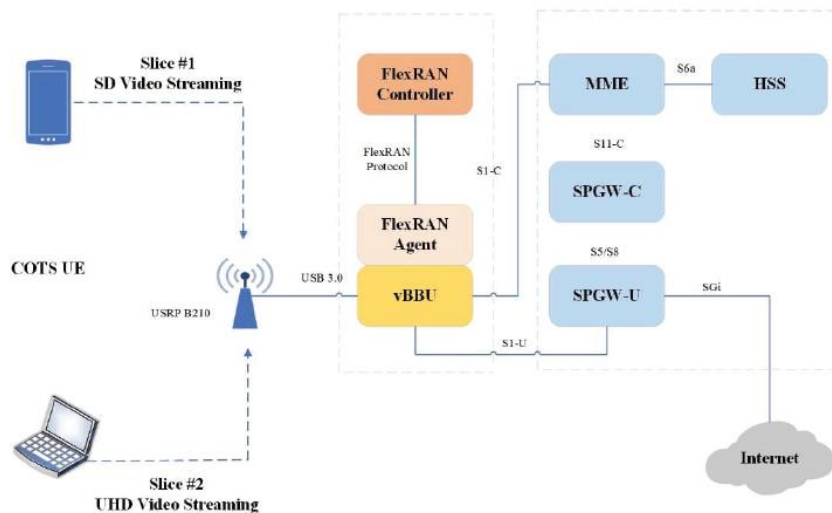 Slice #1
SD Video Streaming
COTS UE
USRP B210
Slice #2
UHD Video Streaming
USB 3.0
FlexRAN
Controller
FlexRAN
Protocol
FlexRAN
Agent
vBBU
S1-C
S1-U
MME
S6a
HSS
S11-C
SPGW-C
S5/S8
SPGW-U
SGi
Internet